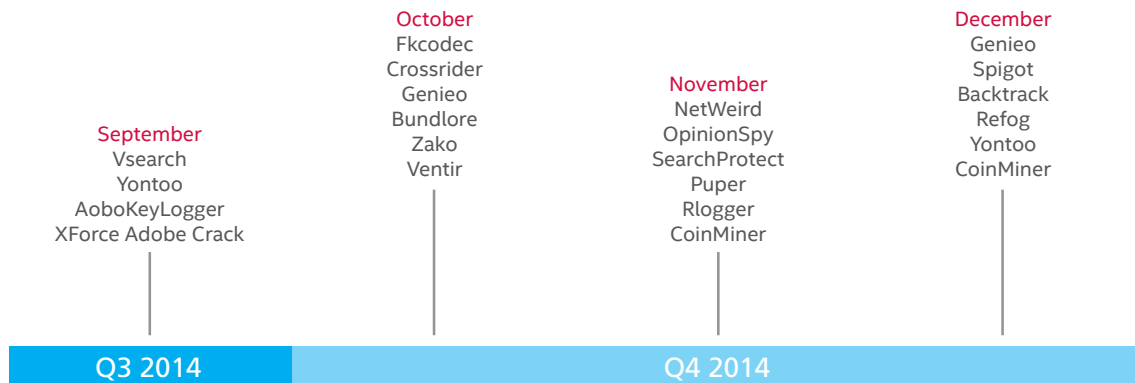 September
Vsearch
Yontoo
AoboKeyLogger
XForce Adobe Crack
October
Fkcodec
Crossrider
Genieo
Bundlore
Zako
Ventir
November
NetWeird
OpinionSpy
SearchProtect
Puper
Rlogger
CoinMiner
December
Genieo
Spigot
Backtrack
Refog
Yontoo
CoinMiner
Q3 2014
Q4 2014